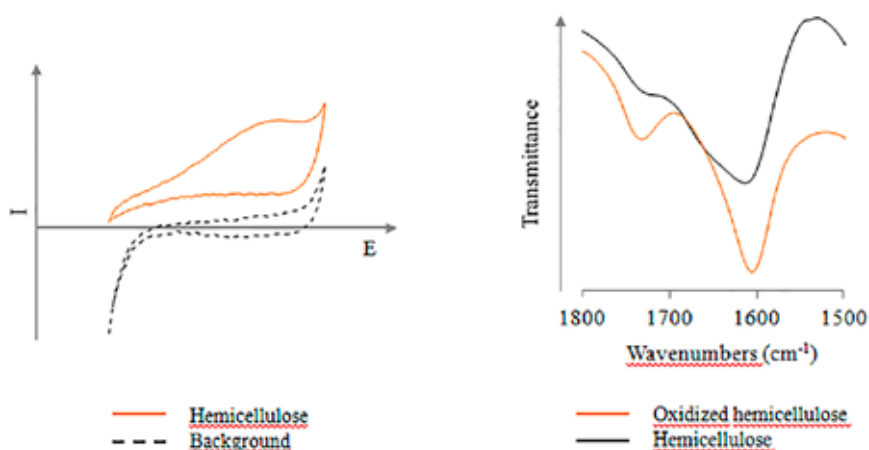 I
E
Hemicellulose
Background
Transmittance
1800 1700 1600 1500
Wavenumbers (cm-1)
Oxidized hemicellulose
Hemicellulose